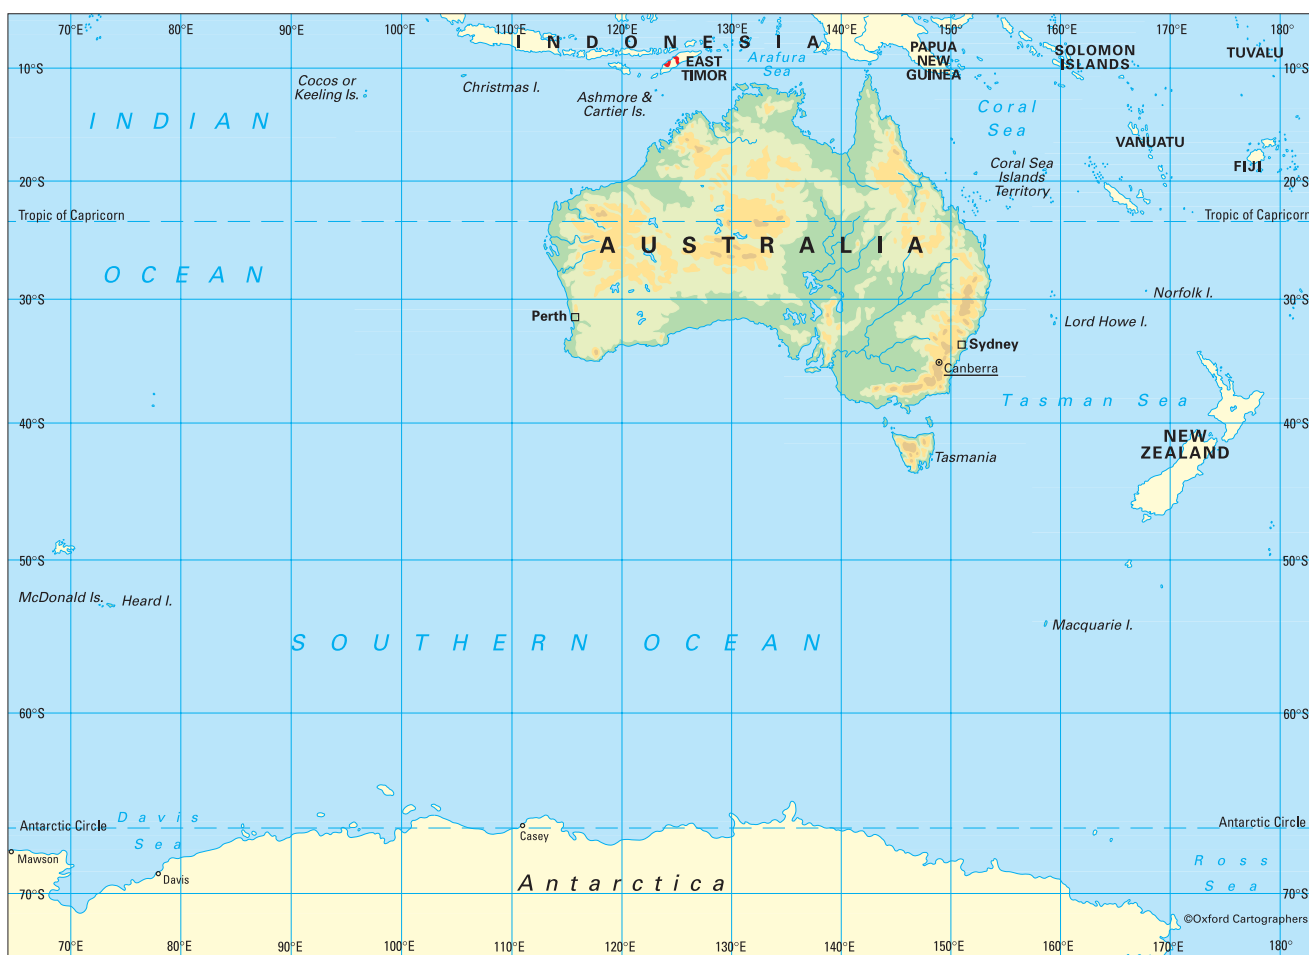 70°E 80°E 90°E 100°E 110°E 120°E 130°E 140°E 150°E 160°E 170°E 180°
INDONESIA
PAPUA
NEW
GUINEA
SOLOMON
ISLANDS
TUVALU
EAST
TIMOR
Arafura
Sea
10°S
10°S
Cocos or
Keeling Is.
Christmas I.
Ashmore &
Cartier Is.
Coral
Sea
INDIAN
VANUATU
FIJI
Coral Sea
Islands
Territory
20°S
20°S
Tropic of Capricorn
Tropic of Capricorn
AUSTRALIA
OCEAN
30°S
30°S
Norfolk I.
Perth
Lord Howe I.
Sydney
Canberra
Tasman Sea
40°S
40°S
NEW
ZEALAND
Tasmania
50°S
50°S
McDonald Is.
Heard I.
Macquarie I.
SOUTHERN OCEAN
60°S
60°S
Davis
Sea
Antarctic Circle
Antarctic Circle
Casey
Mawson
Davis
Ross
Sea
Antarctica
70°S
70°S
©Oxford Cartographers
70°E 80°E 90°E 100°E 110°E 120°E 130°E 140°E 150°E 160°E 170°E 180°